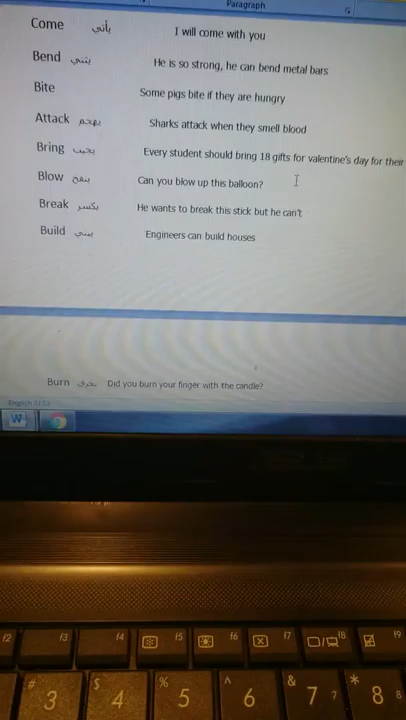 Paragraph
Come يأتي I will come with you
Bend يثني He is so strong, he can bend metal bars
Bite Some pigs bite if they are hungry
Attack يهجم Sharks attack when they smell blood
Bring يجيب Every student should bring 18 gifts for valentine's day for their
Blow ينفخ Can you blow up this balloon?
Break يكسر He wants to break this stick but he can't
Build يبني Engineers can build houses
Burn يحرق Did you burn your finger with the candle?
English (U.S.)
W
f2 f3 f4 f5 f6 f7 f8 f9
# $ % ^ & *
3 4 5 6 7 7 8 8